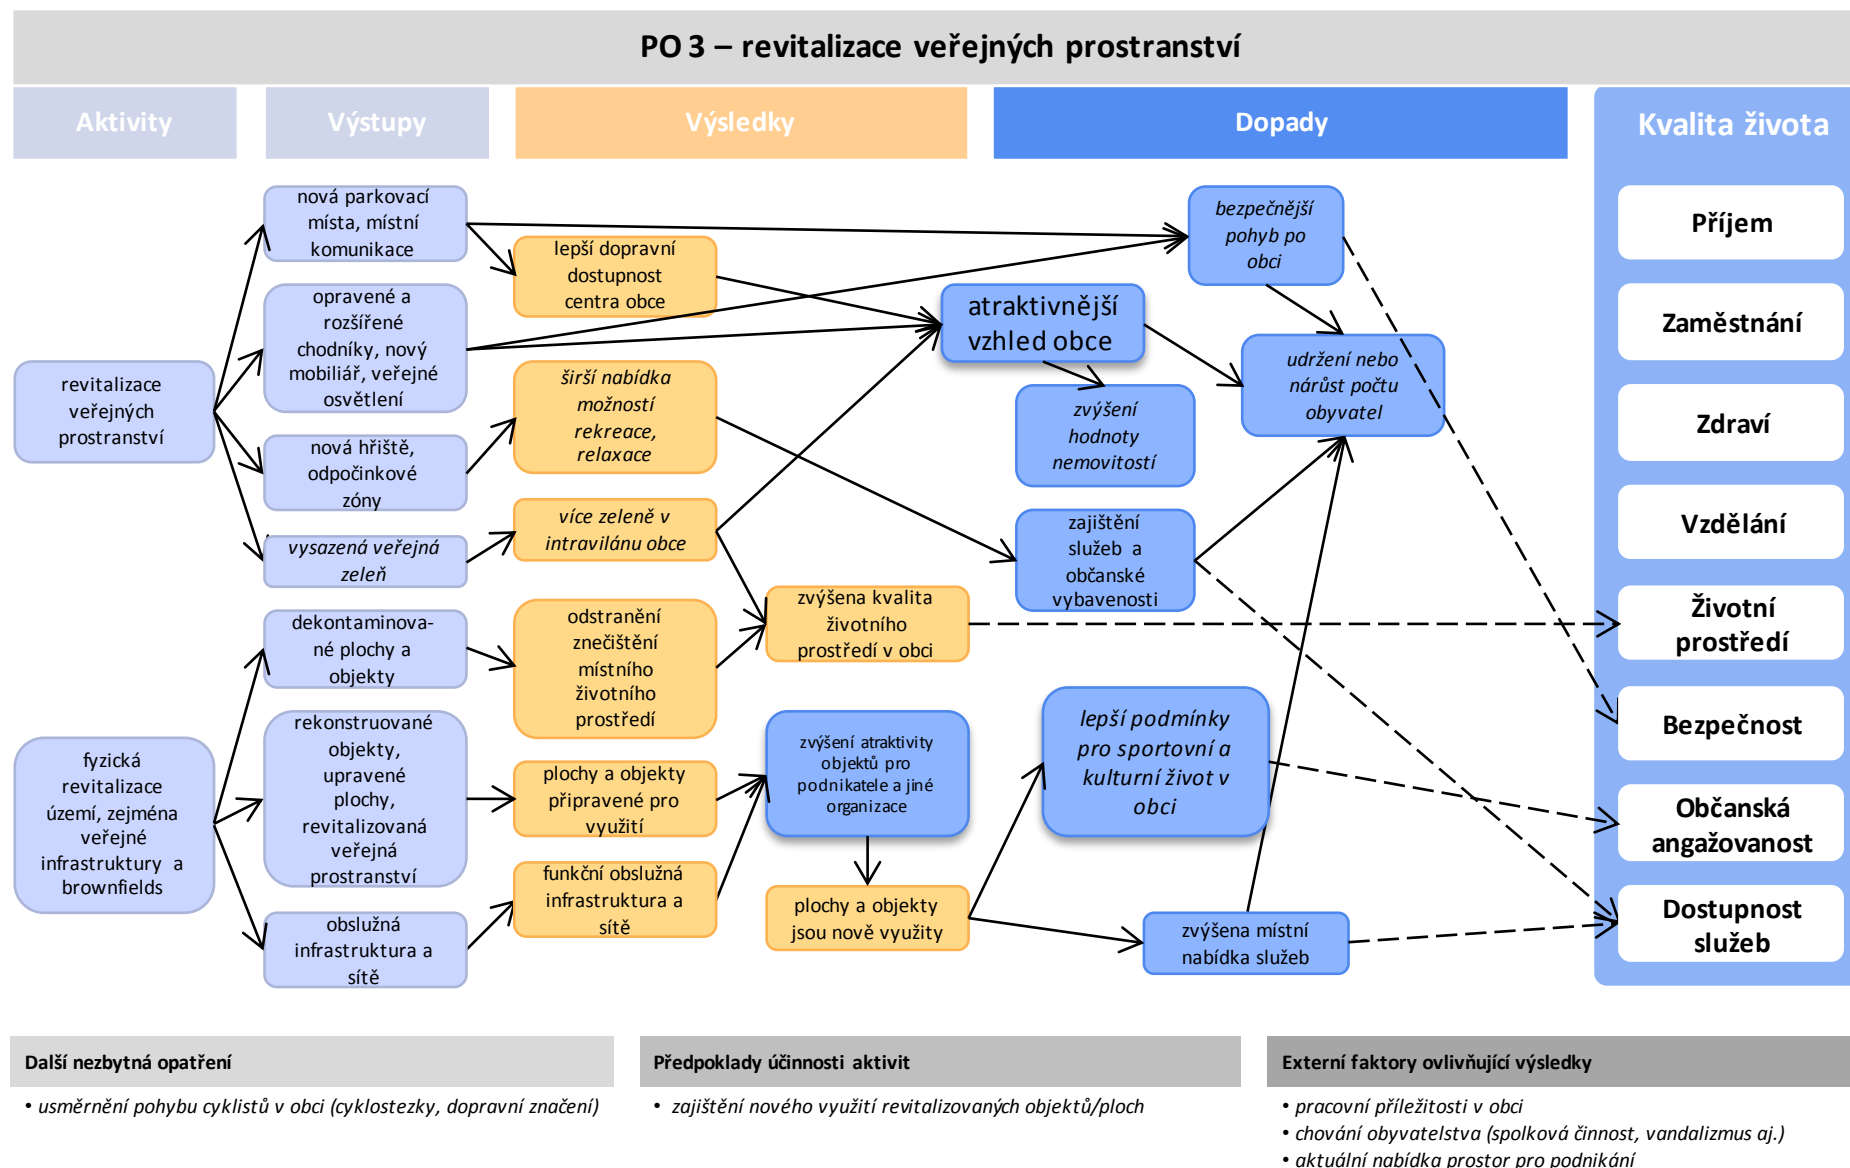 PO 3 – revitalizace veřejných prostranství
Aktivity
Výstupy
Výsledky
Dopady
Kvalita života
revitalizace
veřejných
prostranství
fyzická
revitalizace
území, zejména
veřejné
infrastruktury a
brownfields
nová parkovací
místa, místní
komunikace
opravené a
rozšířené
chodníky, nový
mobiliář, veřejné
osvětlení
nová hřiště,
odpočinkové
zóny
vysazená veřejná
zeleň
dekontaminova-
né plochy a
objekty
rekonstruované
objekty,
upravené
plochy,
revitalizovaná
veřejná
prostranství
obslužná
infrastruktura a
sítě
lepší dopravní
dostupnost
centra obce
širší nabídka
možností
rekreace,
relaxace
více zeleně v
intravilánu obce
odstranění
znečištění
místního
životního
prostředí
plochy a objekty
připravené pro
využití
funkční obslužná
infrastruktura a
sítě
zvýšena kvalita
životního
prostředí v obci
zvýšení atraktivity
objektů pro
podnikatele a jiné
organizace
plochy a objekty
jsou nově využity
bezpečnější
pohyb po
obci
atraktivnější
vzhled obce
udržení nebo
nárůst počtu
obyvatel
zvýšení
hodnoty
nemovitostí
zajištění
služeb a
občanské
vybavenosti
lepší podmínky
pro sportovní a
kulturní život v
obci
zvýšena místní
nabídka služeb
Příjem
Zaměstnání
Zdraví
Vzdělání
Životní
prostředí
Bezpečnost
Občanská
angažovanost
Dostupnost
služeb
Další nezbytná opatření
• usměrnění pohybu cyklistů v obci (cyklostezky, dopravní značení)
Předpoklady účinnosti aktivit
• zajištění nového využití revitalizovaných objektů/ploch
Externí faktory ovlivňující výsledky
• pracovní příležitosti v obci
• chování obyvatelstva (spolková činnost, vandalizmus aj.)
• aktuální nabídka prostor pro podnikání